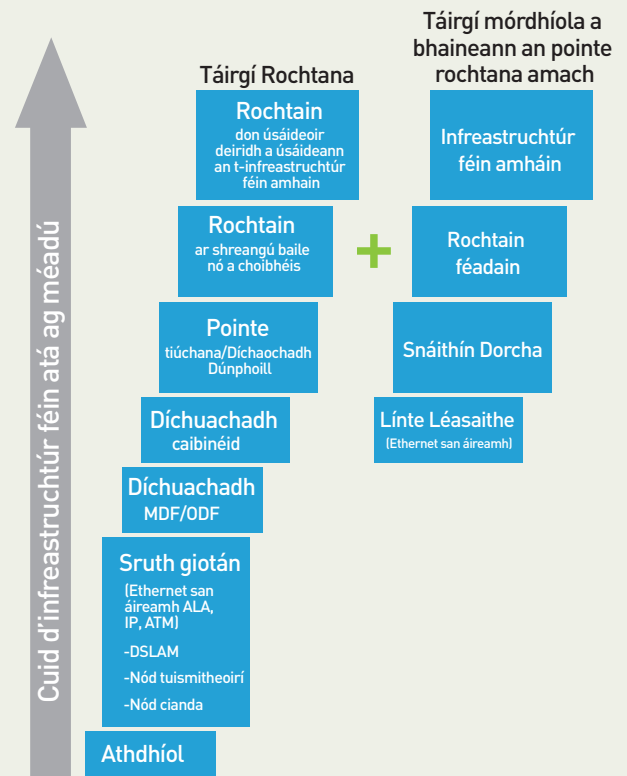 Cuid d'infreastruchtúr féin atá ag méadú
Táirgí Rochtana
Rochtain
don úsáideoir
deiridh a úsáideann
an t-infreastruchtúr
féin amhain
Rochtain
ar shreangú baile
nó a choibhéis
Pointe
tiúchana/Díchaochadh
Dúnphoill
Díchuachadh
caibinéid
Díchuachadh
MDF/ODF
Sruth giotán
(Ethernet san
áireamh ALA,
IP, ATM)
-DSLAM
-Nód tuismitheoirí
-Nód cianda
Athdhíol
+
Táirgí mórdhíola a
bhaineann an pointe
rochtana amach
Infreastruchtúr
féin amháin
Rochtain
féadain
Snáithín Dorcha
Línte Léasaithe
(Ethernet san áireamh)